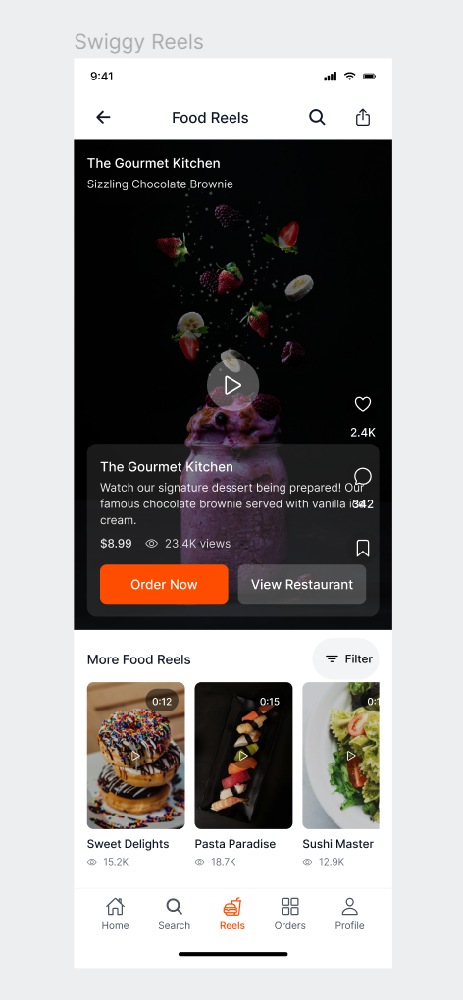 Swiggy Reels
9:41
Food Reels
The Gourmet Kitchen
Sizzling Chocolate Brownie
2.4K
The Gourmet Kitchen
Watch our signature dessert being prepared! Our
famous chocolate brownie served with vanilla ice
cream.
342
$8.99 23.4K views
Order Now View Restaurant
More Food Reels Filter
0:12 0:15 0:1
Sweet Delights Pasta Paradise Sushi Master
15.2K 18.7K 12.9K
Home Search Reels Orders Profile